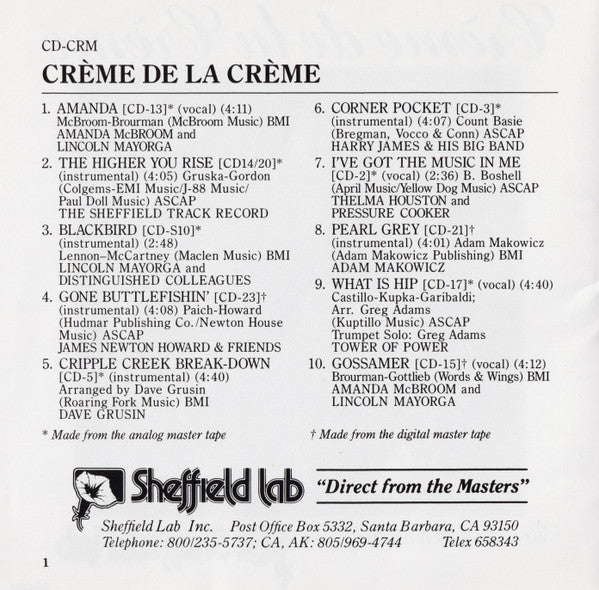 CD-CRM
CRÈME DE LA CRÈME
1. AMANDA [CD-13]* (vocal) (4:11)
McBroom-Brourman (McBroom Music) BMI
AMANDA McBROOM and
LINCOLN MAYORGA
2. THE HIGHER YOU RISE [CD14/20]*
(instrumental) (4:05) Gruska-Gordon
(Colgems-EMI Music/J-88 Music/
Paul Doll Music) ASCAP
THE SHEFFIELD TRACK RECORD
3. BLACKBIRD [CD-S10]*
(instrumental) (2:48)
Lennon–McCartney (Maclen Music) BMI
LINCOLN MAYORGA and
DISTINGUISHED COLLEAGUES
4. GONE BUTTLEFISHIN' [CD-23]†
(instrumental) (4:08) Paich-Howard
(Hudmar Publishing Co./Newton House
Music) ASCAP
JAMES NEWTON HOWARD & FRIENDS
5. CRIPPLE CREEK BREAK-DOWN
[CD-5]* (instrumental) (4:40)
Arranged by Dave Grusin
(Roaring Fork Music) BMI
DAVE GRUSIN
* Made from the analog master tape
6. CORNER POCKET [CD-3]*
(instrumental) (4:07) Count Basie
(Bregman, Vocco & Conn) ASCAP
HARRY JAMES & HIS BIG BAND
7. I'VE GOT THE MUSIC IN ME
[CD-2]* (vocal) (2:36) B. Boshell
(April Music/Yellow Dog Music) ASCAP
THELMA HOUSTON and
PRESSURE COOKER
8. PEARL GREY [CD-21]†
(instrumental) (4:01) Adam Makowicz
(Adam Makowicz Publishing) BMI
ADAM MAKOWICZ
9. WHAT IS HIP [CD-17]* (vocal) (4:40)
Castillo-Kupka-Garibaldi;
Arr. Greg Adams
(Kuptillo Music) ASCAP
Trumpet Solo: Greg Adams
TOWER OF POWER
10. GOSSAMER [CD-15]† (vocal) (4:12)
Brourman-Gottlieb (Words & Wings) BMI
AMANDA McBROOM and
LINCOLN MAYORGA
† Made from the digital master tape
Sheffield Lab "Direct from the Masters"
Sheffield Lab Inc. Post Office Box 5332, Santa Barbara, CA 93150
Telephone: 800/235-5737; CA, AK: 805/969-4744 Telex 658343
1